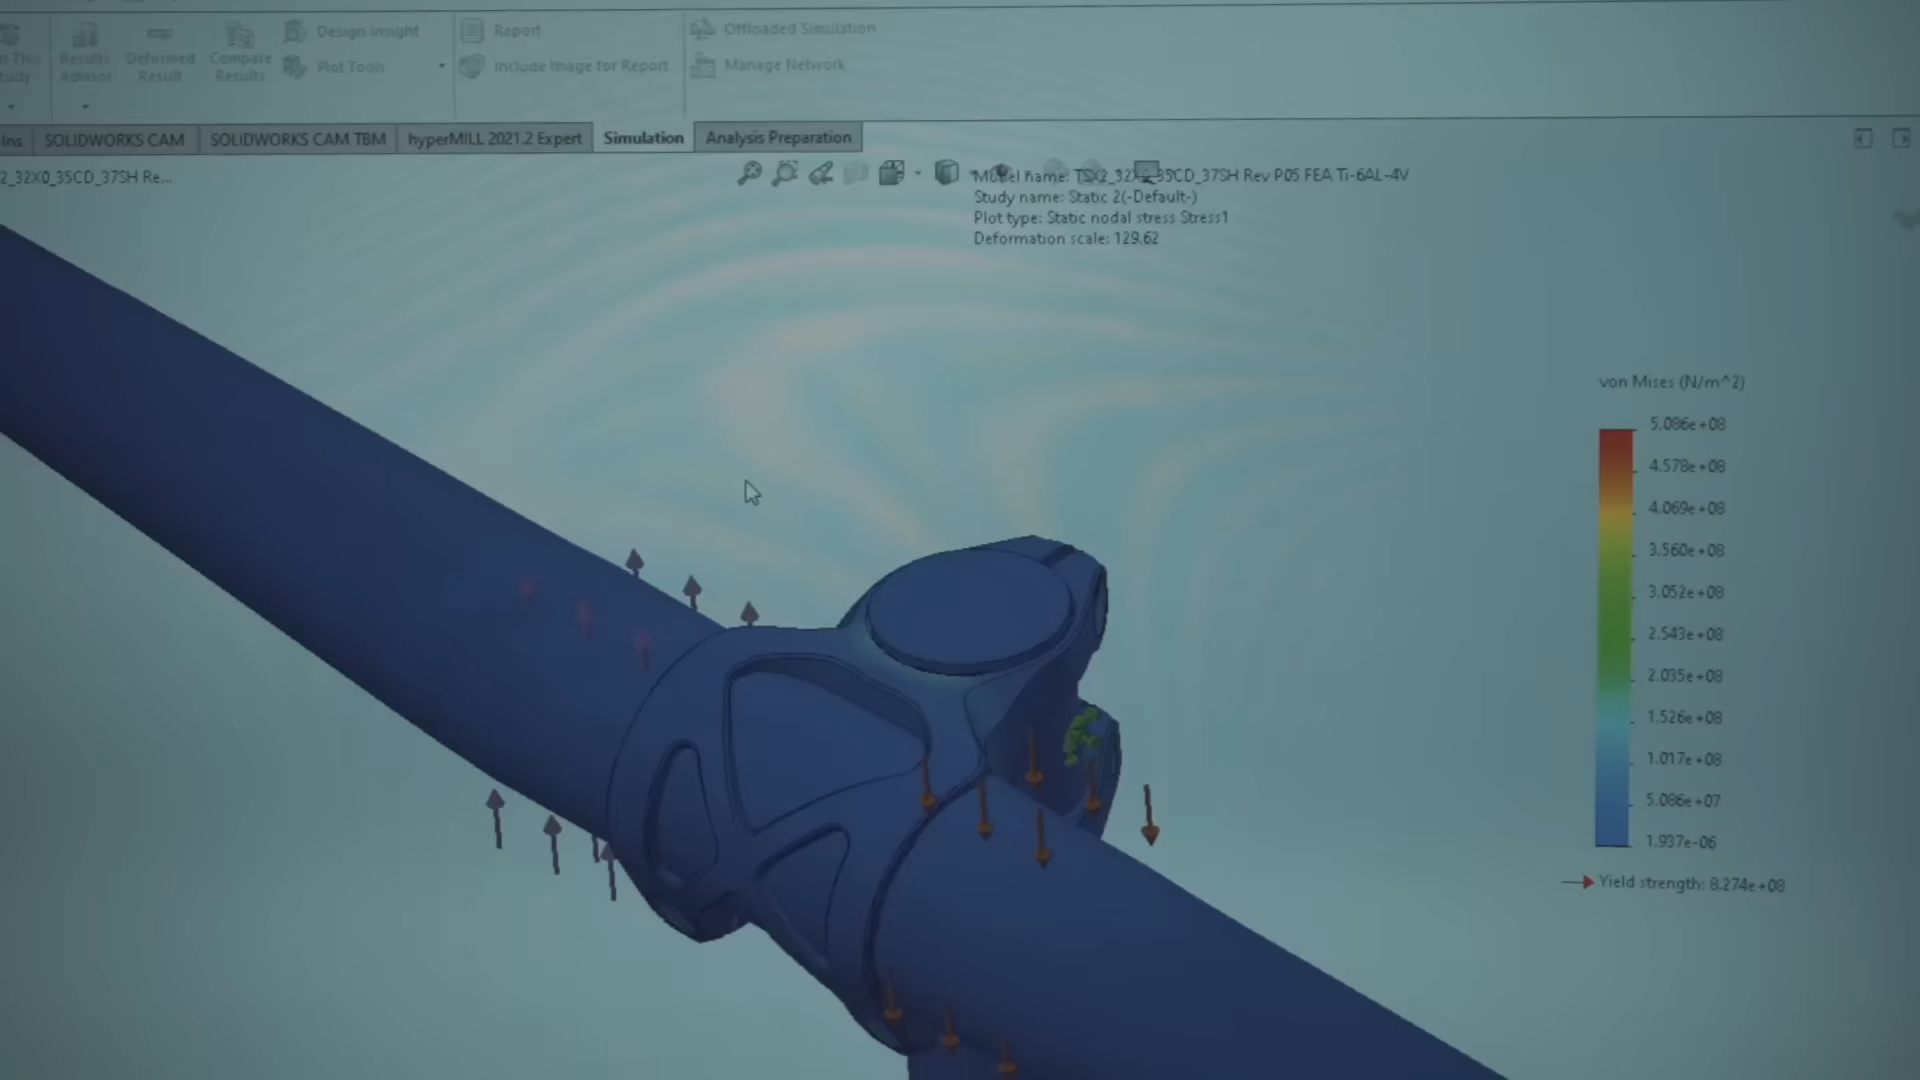 Design Insight
Report
Offloaded Simulation
n This
Results
Deformed
Compare
tudy
Advisor
Result
Results
Plot Tools
Include Image for Report
Manage Network
ins
SOLIDWORKS CAM
SOLIDWORKS CAM TBM
hyperMILL 2021.2 Expert
Simulation
Analysis Preparation
2_32X0_35CD_37SH Re...
Model name: 35CD_37SH Rev P05 FEA Ti-6AL-4V
Study name: Static 2(-Default-)
Plot type: Static nodal stress Stress1
Deformation scale: 129.62
von Mises (N/m^2)
5.086e+08
4.578e+08
4.069e+08
3.560e+08
3.052e+08
2.543e+08
2.035e+08
1.526e+08
1.017e+08
5.086e+07
1.937e-06
Yield strength: 8.274e+08